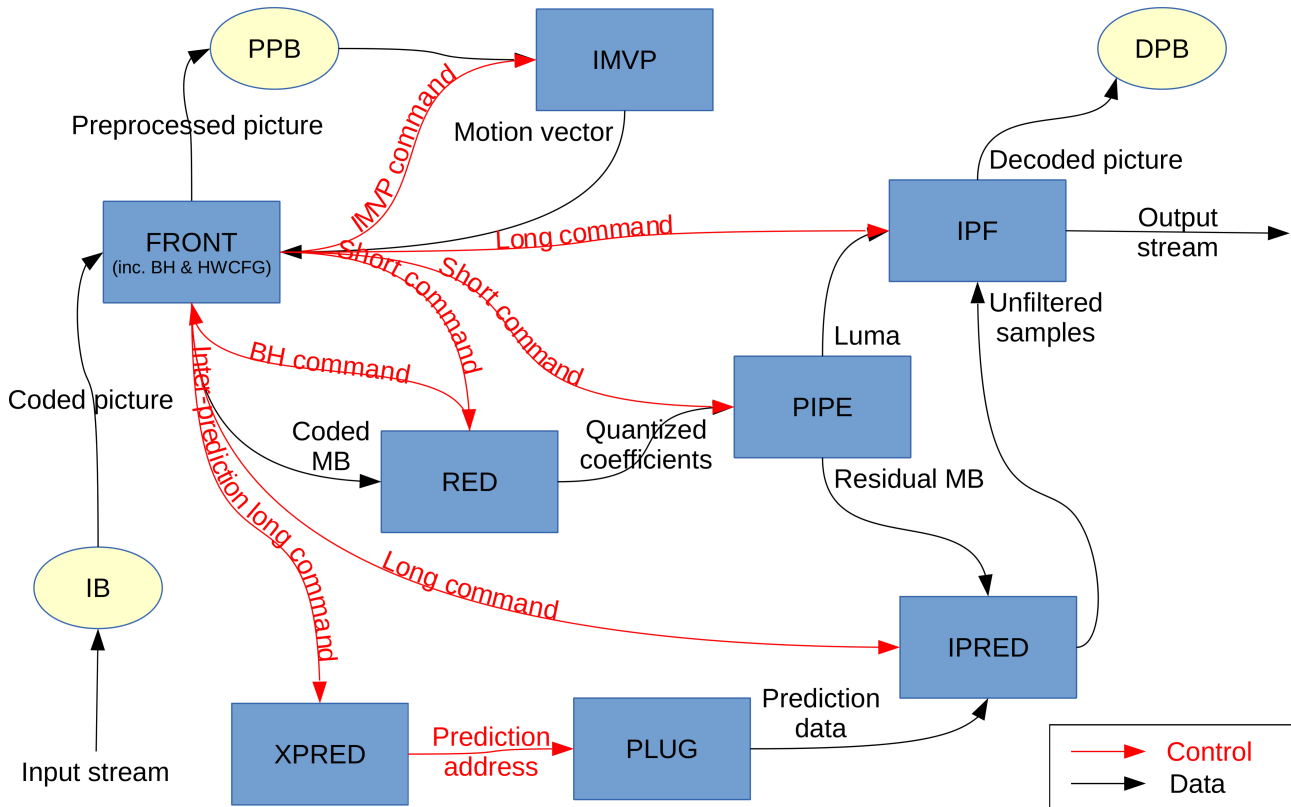 PPB
IMVP
DPB
Preprocessed picture
IMVP command
Motion vector
Decoded picture
FRONT
(inc. BH & HWCFG)
Long command
IPF
Output
stream
Short command
Short command
Unfiltered
samples
BH command
Luma
Inter-prediction long command
Coded picture
PIPE
Coded
MB
Quantized
coefficients
RED
Residual MB
Long command
IB
IPRED
Prediction
data
Prediction
address
XPRED
PLUG
Input stream
Control
Data